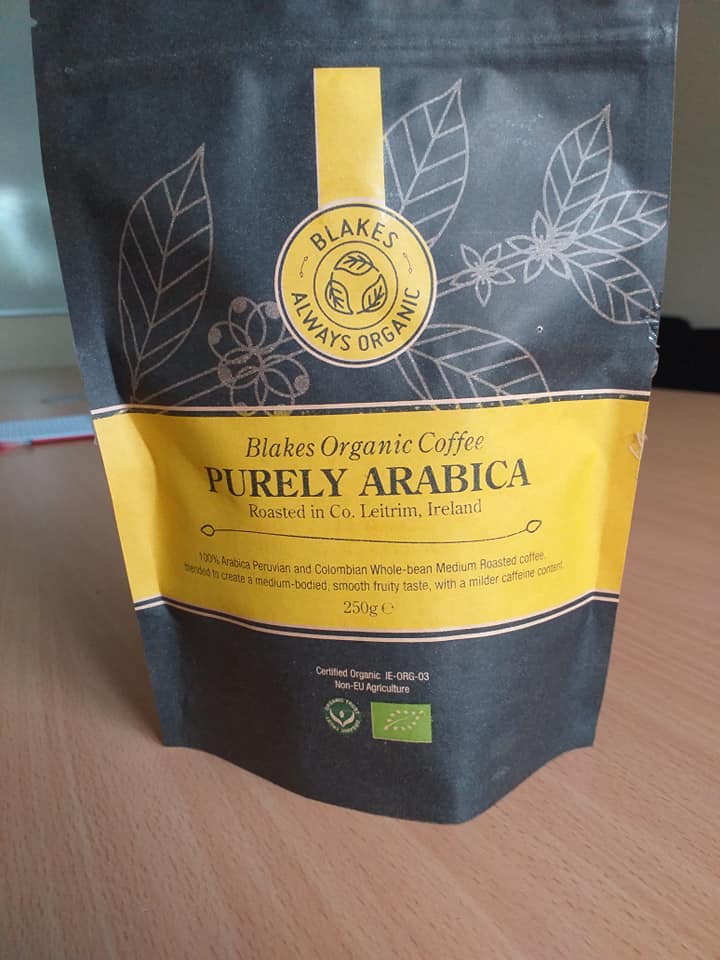 BLAKES
ALWAYS ORGANIC
Blakes Organic Coffee
PURELY ARABICA
Roasted in Co. Leitrim, Ireland
100% Arabica Peruvian and Colombian Whole-bean Medium Roasted coffee,
blended to create a medium-bodied, smooth fruity taste, with a milder caffeine content.
250g ℮
Certified Organic IE-ORG-03
Non-EU Agriculture
ORGANIC TRUST